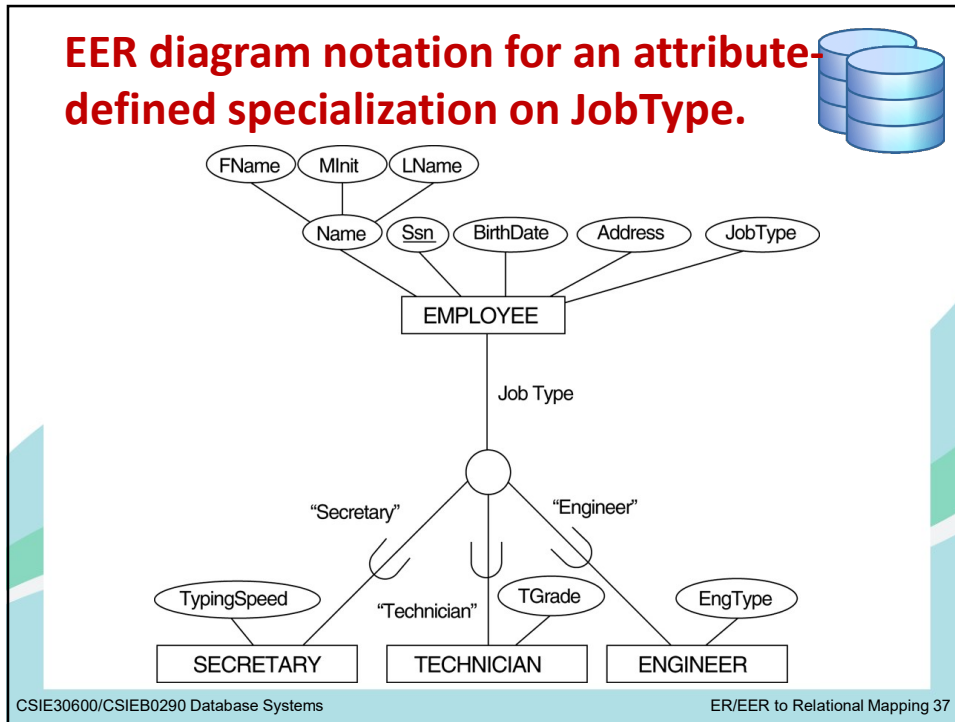 EER diagram notation for an attribute-
defined specialization on JobType.
FName MInit LName
Name Ssn BirthDate Address JobType
EMPLOYEE
Job Type
“Secretary” “Engineer”
“Technician”
TypingSpeed TGrade EngType
SECRETARY TECHNICIAN ENGINEER
CSIE30600/CSIEB0290 Database Systems ER/EER to Relational Mapping 37